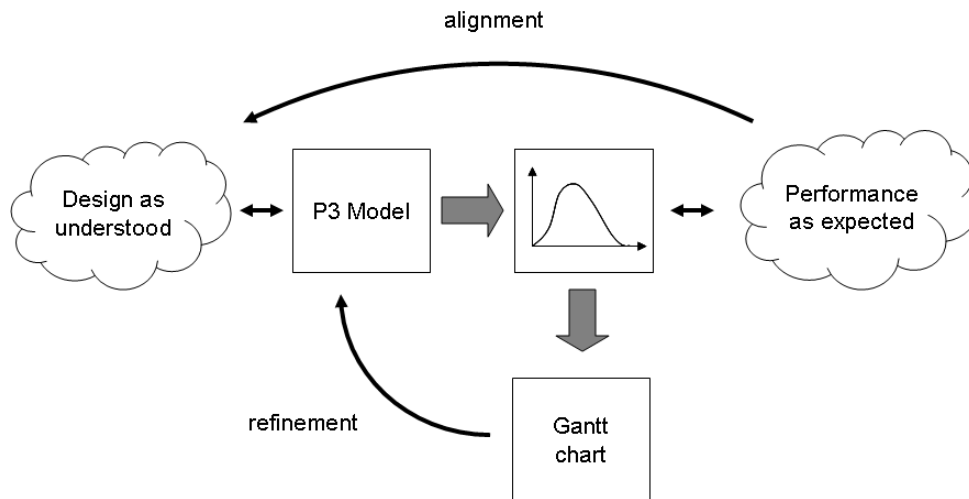 alignment
Design as
understood
P3 Model
Performance
as expected
refinement
Gantt
chart